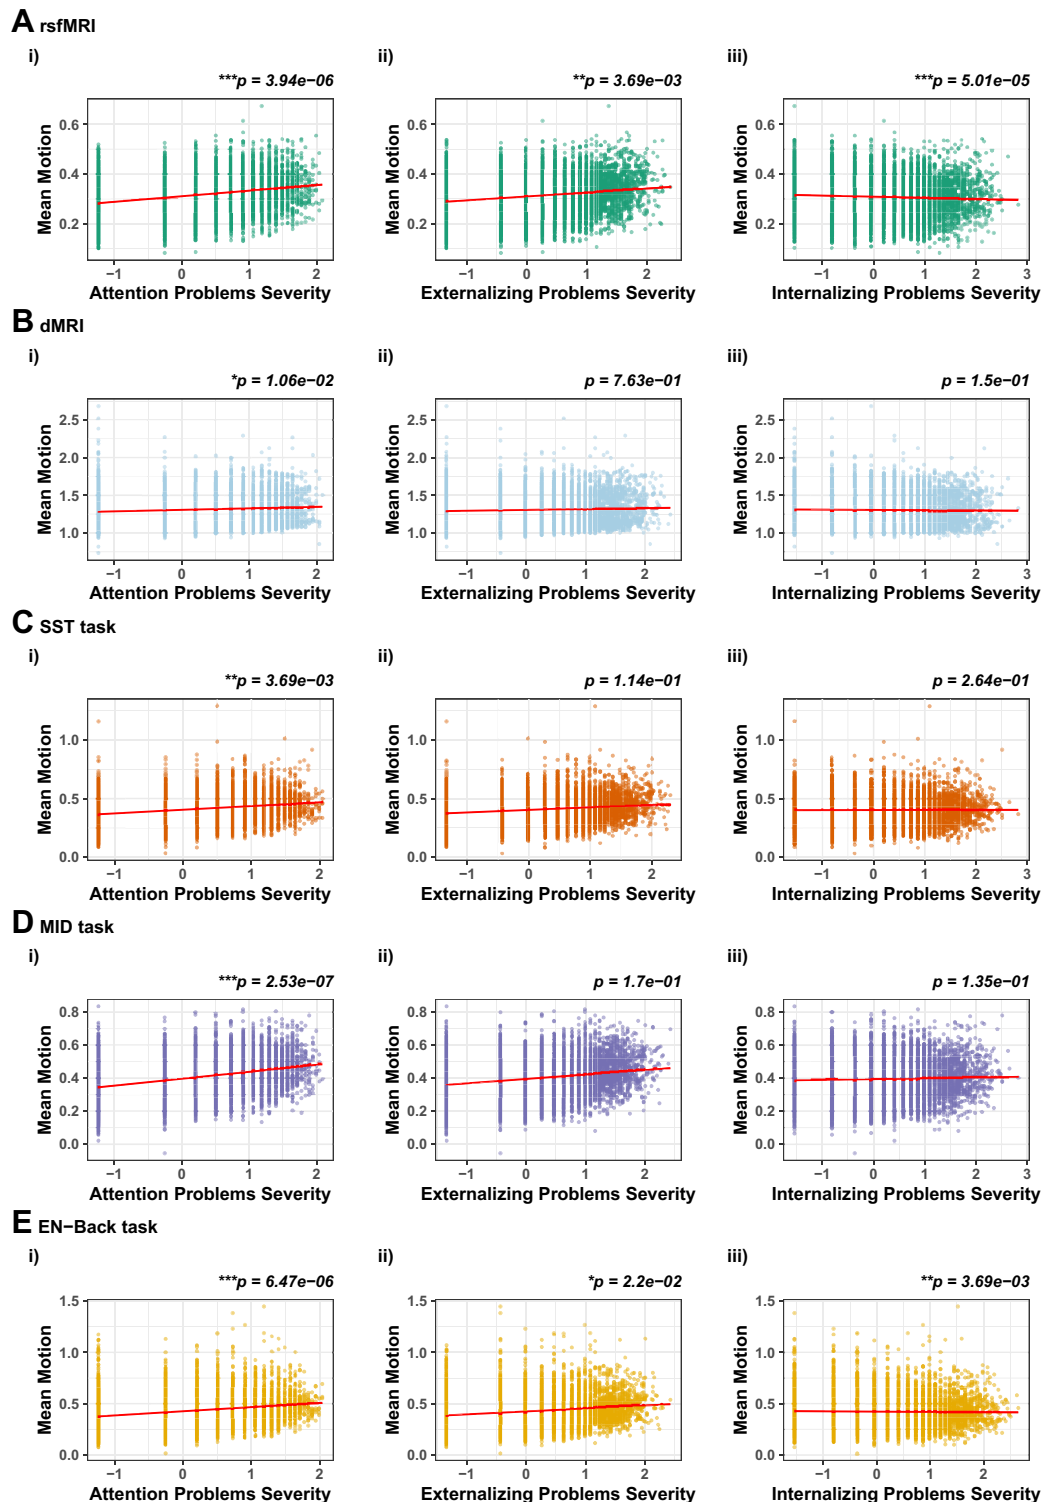 A rsfMRI
i) ii) iii)
***p = 3.94e−06 **p = 3.69e−03 ***p = 5.01e−05
Mean Motion 0.6 0.4 0.2
−1 0 1 2
Attention Problems Severity
Mean Motion 0.6 0.4 0.2
−1 0 1 2
Externalizing Problems Severity
Mean Motion 0.6 0.4 0.2
−1 0 1 2 3
Internalizing Problems Severity
B dMRI
i) ii) iii)
*p = 1.06e−02 p = 7.63e−01 p = 1.5e−01
Mean Motion 2.5 2.0 1.5 1.0
−1 0 1 2
Attention Problems Severity
Mean Motion 2.5 2.0 1.5 1.0
−1 0 1 2
Externalizing Problems Severity
Mean Motion 2.5 2.0 1.5 1.0
−1 0 1 2 3
Internalizing Problems Severity
C SST task
i) ii) iii)
**p = 3.69e−03 p = 1.14e−01 p = 2.64e−01
Mean Motion 1.0 0.5 0.0
−1 0 1 2
Attention Problems Severity
Mean Motion 1.0 0.5 0.0
−1 0 1 2
Externalizing Problems Severity
Mean Motion 1.0 0.5 0.0
−1 0 1 2 3
Internalizing Problems Severity
D MID task
i) ii) iii)
***p = 2.53e−07 p = 1.7e−01 p = 1.35e−01
Mean Motion 0.8 0.6 0.4 0.2 0.0
−1 0 1 2
Attention Problems Severity
Mean Motion 0.8 0.6 0.4 0.2 0.0
−1 0 1 2
Externalizing Problems Severity
Mean Motion 0.8 0.6 0.4 0.2 0.0
−1 0 1 2 3
Internalizing Problems Severity
E EN−Back task
i) ii) iii)
***p = 6.47e−06 *p = 2.2e−02 **p = 3.69e−03
Mean Motion 1.5 1.0 0.5 0.0
−1 0 1 2
Attention Problems Severity
Mean Motion 1.5 1.0 0.5 0.0
−1 0 1 2
Externalizing Problems Severity
Mean Motion 1.5 1.0 0.5 0.0
−1 0 1 2
Internalizing Problems Severity